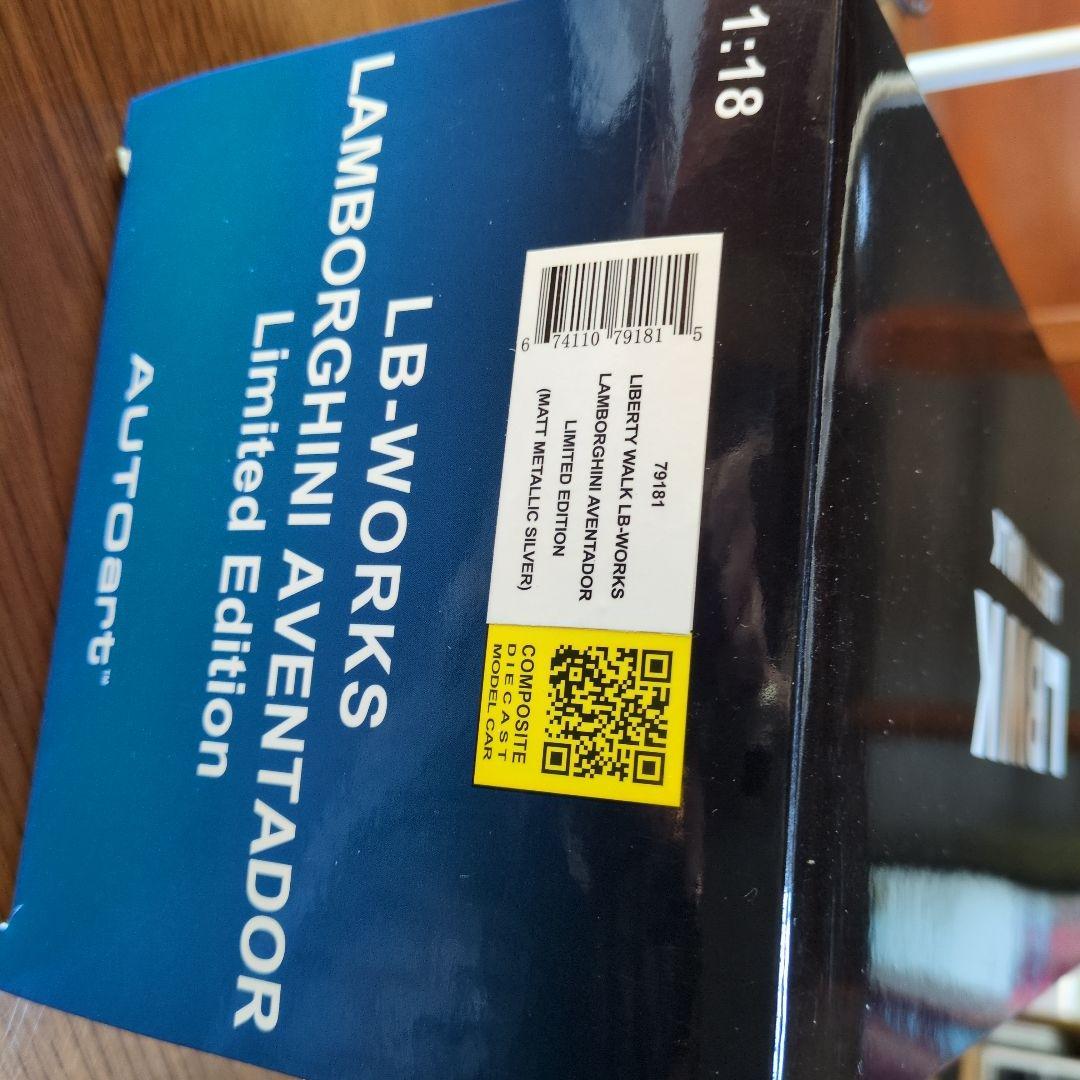 1:18
6 74110 79181 5
79181
LIBERTY WALK LB-WORKS
LAMBORGHINI AVENTADOR
LIMITED EDITION
(MATT METALLIC SILVER)
COMPOSITE
DIECAST
MODEL CAR
LB-WORKS
LAMBORGHINI AVENTADOR
Limited Edition
AUTOart™